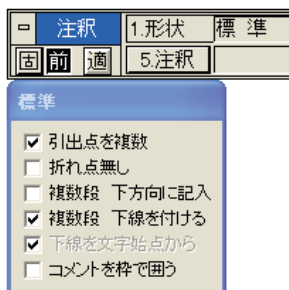 注釈 1.形状 標 準
固 前 適 5.注釈
標準
引出点を複数
折れ点無し
複数段 下方向に記入
複数段 下線を付ける
下線を文字始点から
コメントを枠で囲う